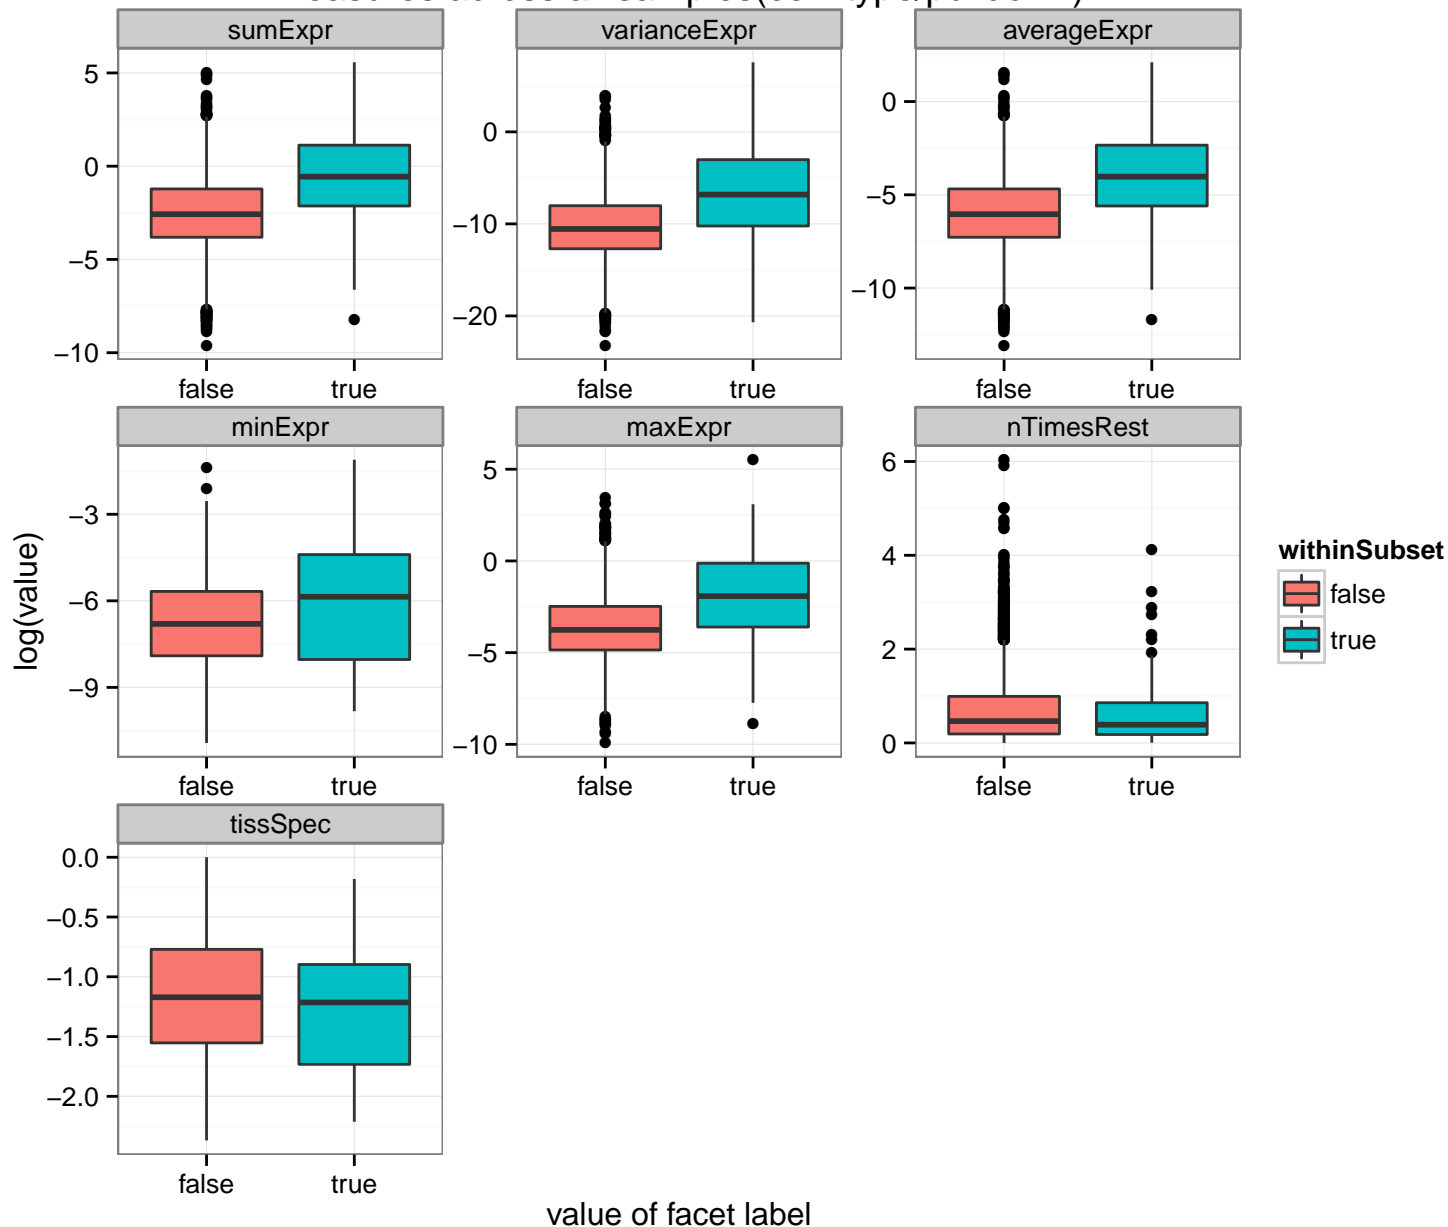 across all samples
sumExpr
varianceExpr
averageExpr
5
0
−5
−10
0
−10
−20
0
−5
−10
false
true
false
true
false
true
minExpr
maxExpr
nTimesRest
−3
−6
−9
5
0
−5
−10
6
4
2
0
false
true
false
true
false
true
tissSpec
0.0
−0.5
−1.0
−1.5
−2.0
false
true
log(value)
value of facet label
withinSubset
false
true